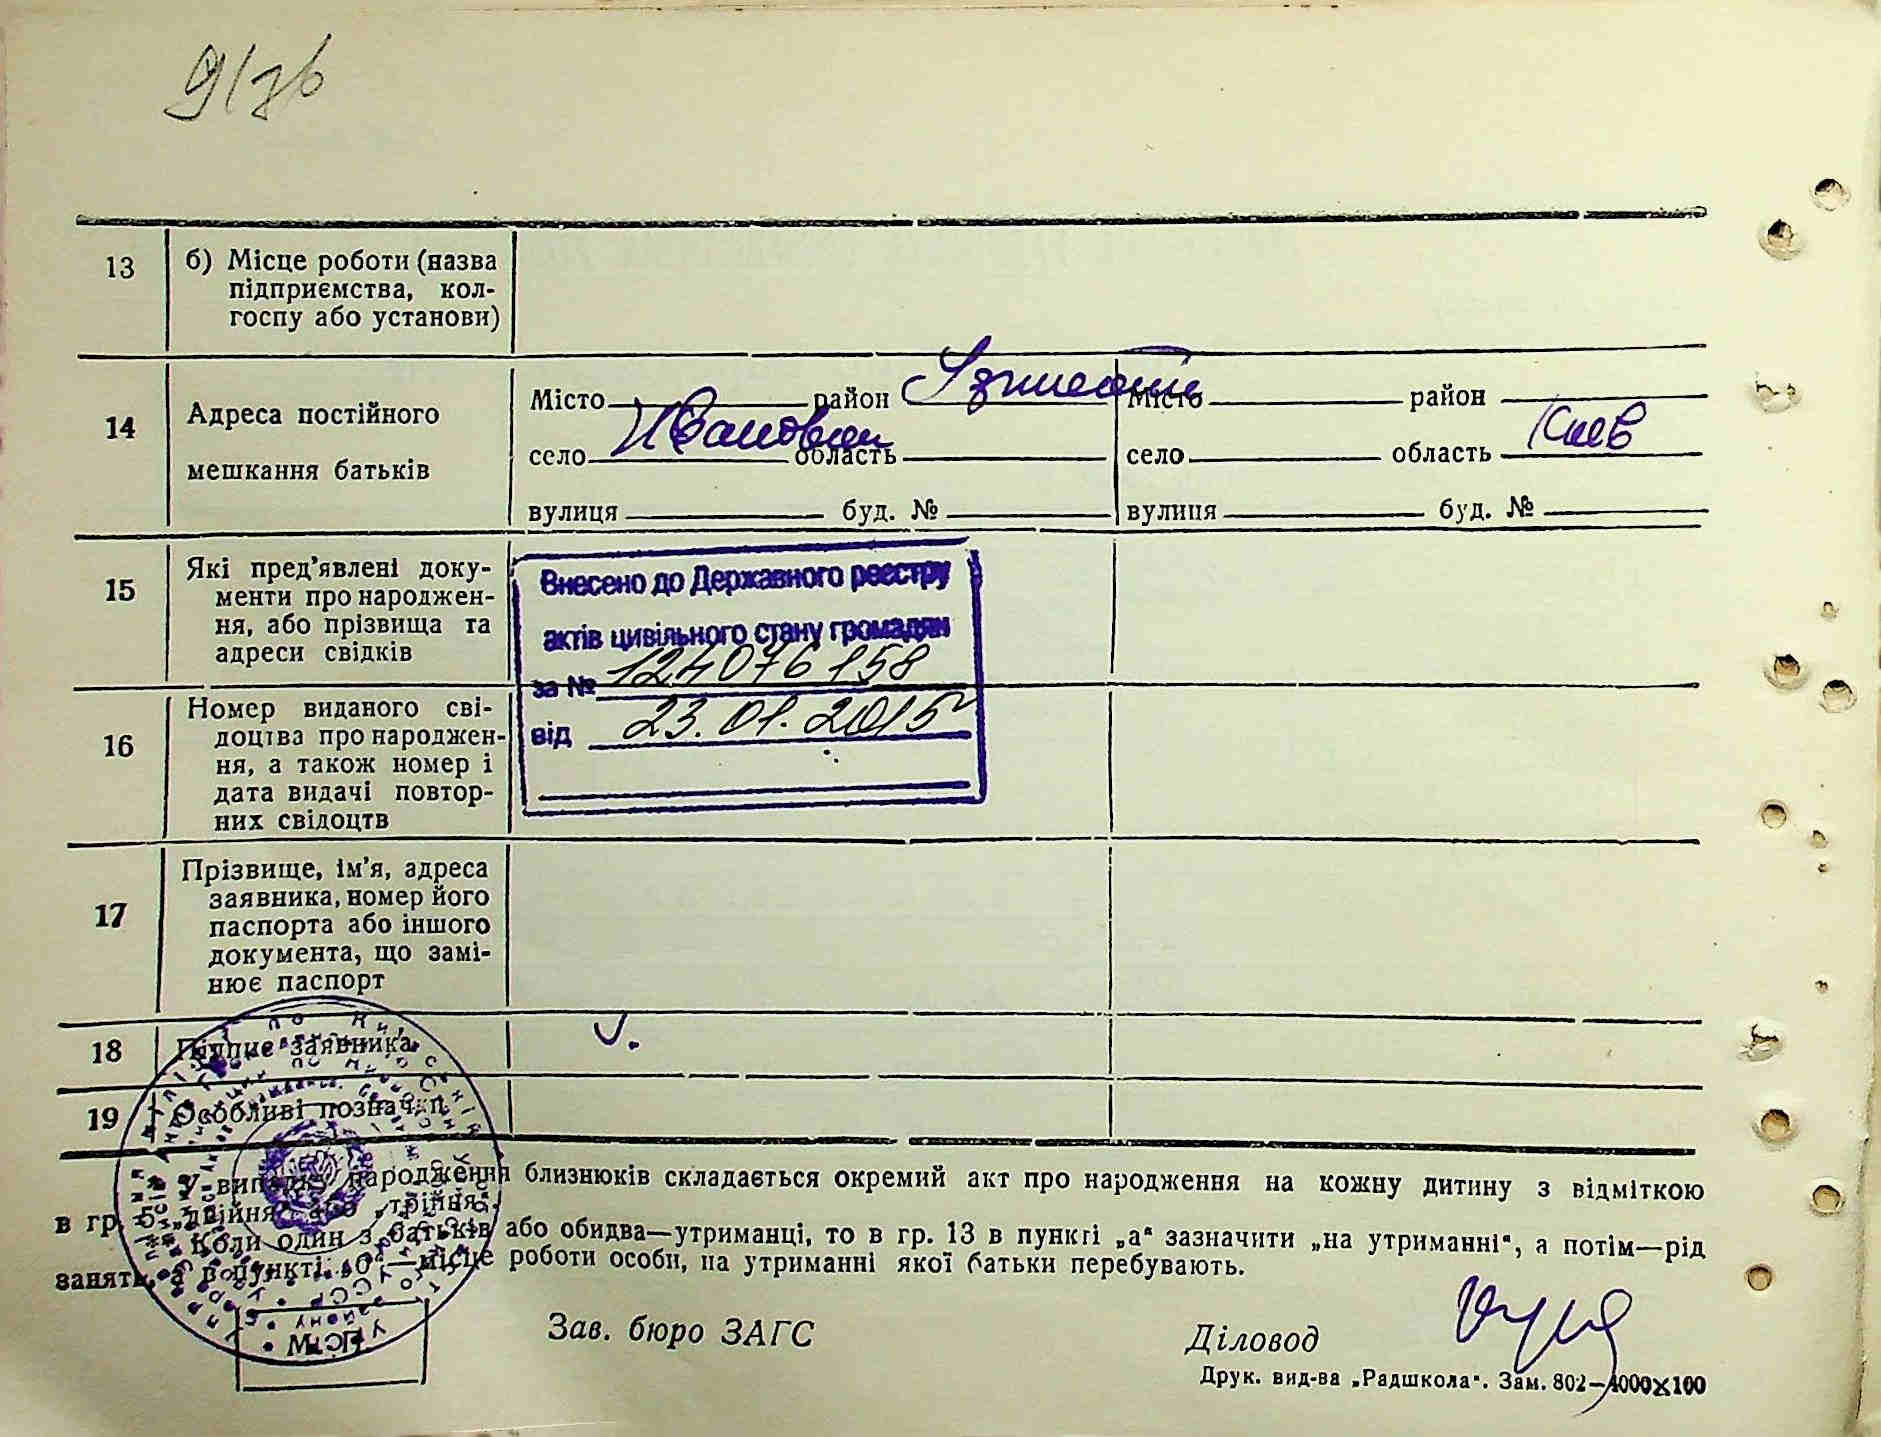 13
б) Місце роботи (назва
підприємства, кол-
госпу або установи)
14
Адреса постійного
мешкання батьків
Місто район
село Ивановци область
вулиця буд. №
Місто район
село область Киев
вулиця буд. №
15
Які пред'явлені доку-
менти про народжен-
ня, або прізвища та
адреси свідків
Внесено до Державного реєстру
актів цивільного стану громадян
за № 124076158
від 23.01.2015
16
Номер виданого сві-
доцтва про народжен-
ня, а також номер і
дата видачі повтор-
них свідоцтв
17
Прізвище, ім'я, адреса
заявника, номер його
паспорта або іншого
документа, що замі-
нює паспорт
18
Підпис заявника
19
Особливі позначки
У випадку народження близнюків складається окремий акт про народження на кожну дитину з відміткою
в гр. 5 „двійня“ або „трійня“.
Коли один з батьків або обидва—утриманці, то в гр. 13 в пункті „а“ зазначити „на утриманні“, а потім—рід
занять, а в пункті „б“—місце роботи особи, на утриманні якої батьки перебувають.
Зав. бюро ЗАГС
Діловод
Друк. вид-ва „Радшкола“. Зам. 802—4000×100